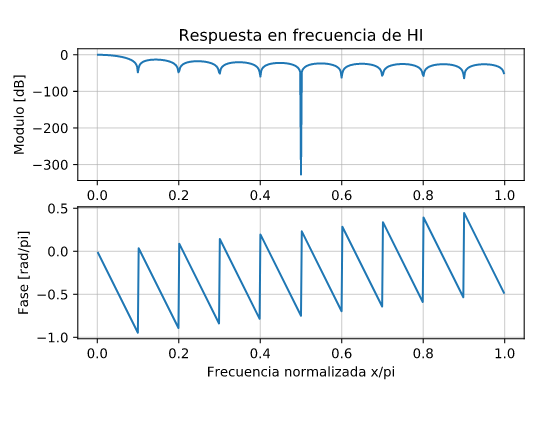 Respuesta en frecuencia de HI
Modulo [dB]
0
−100
−200
−300
0.0 0.2 0.4 0.6 0.8 1.0
Fase [rad/pi]
0.5
0.0
−0.5
−1.0
0.0 0.2 0.4 0.6 0.8 1.0
Frecuencia normalizada x/pi